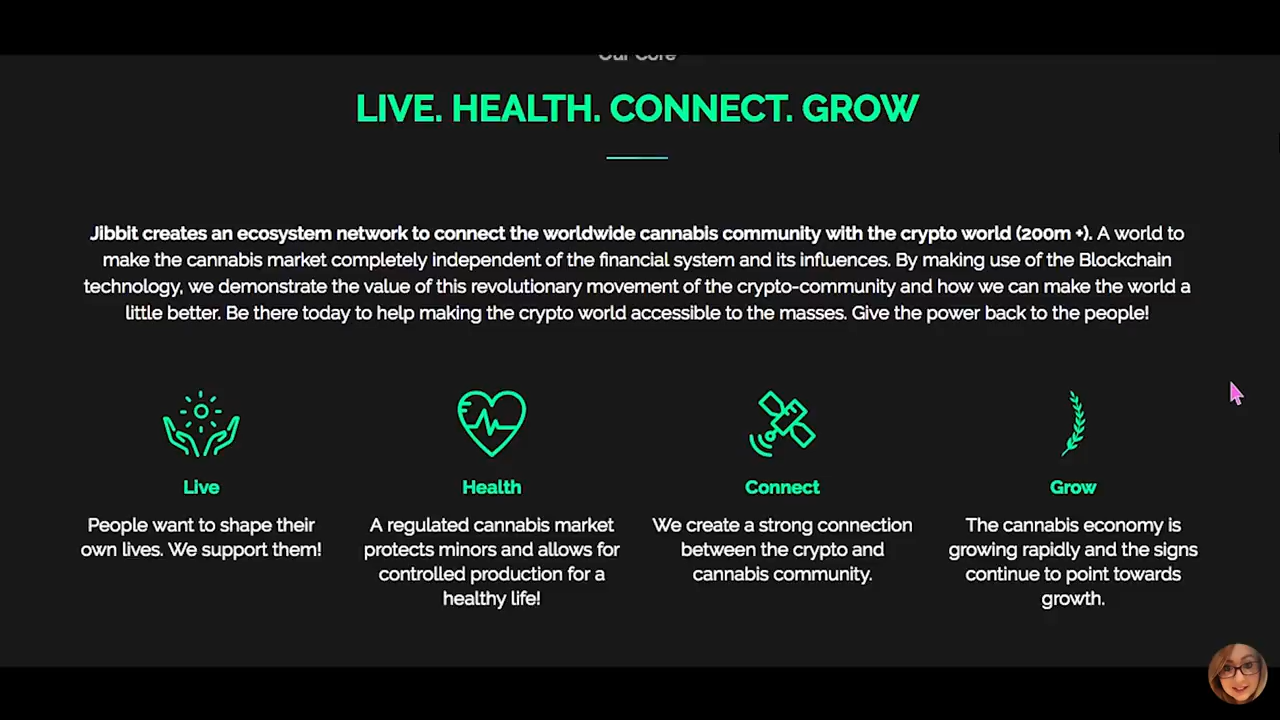 Our Core
LIVE. HEALTH. CONNECT. GROW
Jibbit creates an ecosystem network to connect the worldwide cannabis community with the crypto world (200m +). A world to
make the cannabis market completely independent of the financial system and its influences. By making use of the Blockchain
technology, we demonstrate the value of this revolutionary movement of the crypto-community and how we can make the world a
little better. Be there today to help making the crypto world accessible to the masses. Give the power back to the people!
Live
People want to shape their
own lives. We support them!
Health
A regulated cannabis market
protects minors and allows for
controlled production for a
healthy life!
Connect
We create a strong connection
between the crypto and
cannabis community.
Grow
The cannabis economy is
growing rapidly and the signs
continue to point towards
growth.